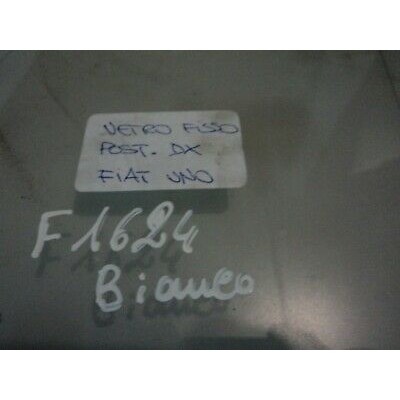 VETRO FISSO
POST. DX
FIAT UNO
F1624
Bianco